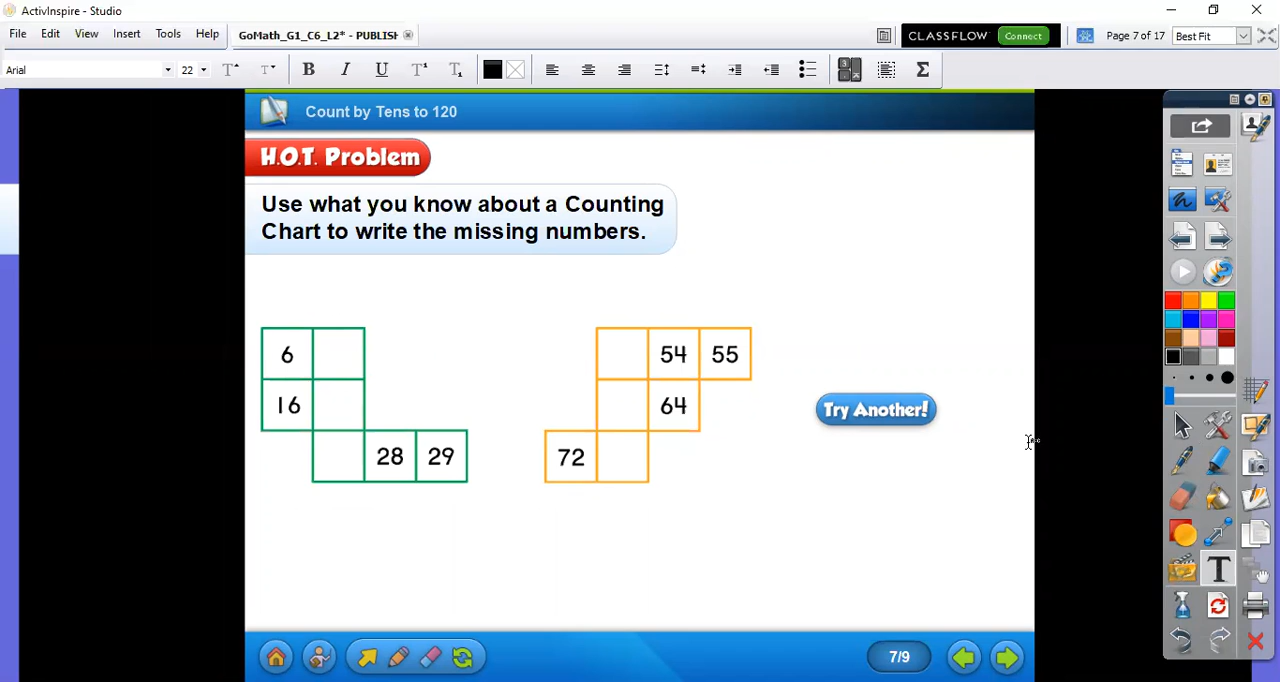 ActivInspire - Studio
File Edit View Insert Tools Help
GoMath_G1_C6_L2* - PUBLISH
CLASSFLOW Connect
Page 7 of 17
Best Fit
Arial 22
B I U T T Σ
Count by Tens to 120
H.O.T. Problem
Use what you know about a Counting
Chart to write the missing numbers.
6
16
28 29
54 55
64
72
Try Another!
7/9
T